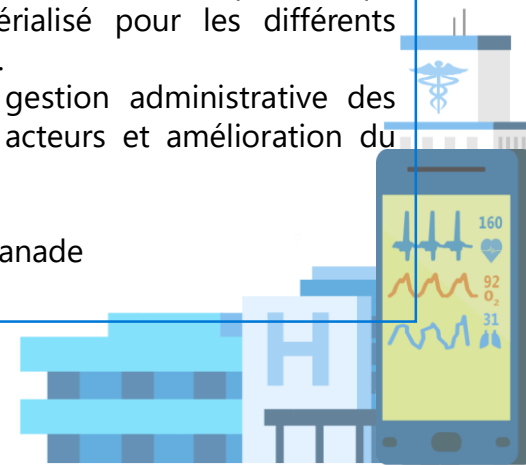 érialisé pour les différents
.
gestion administrative des
acteurs et amélioration du
anade
160
92
O₂
31
H